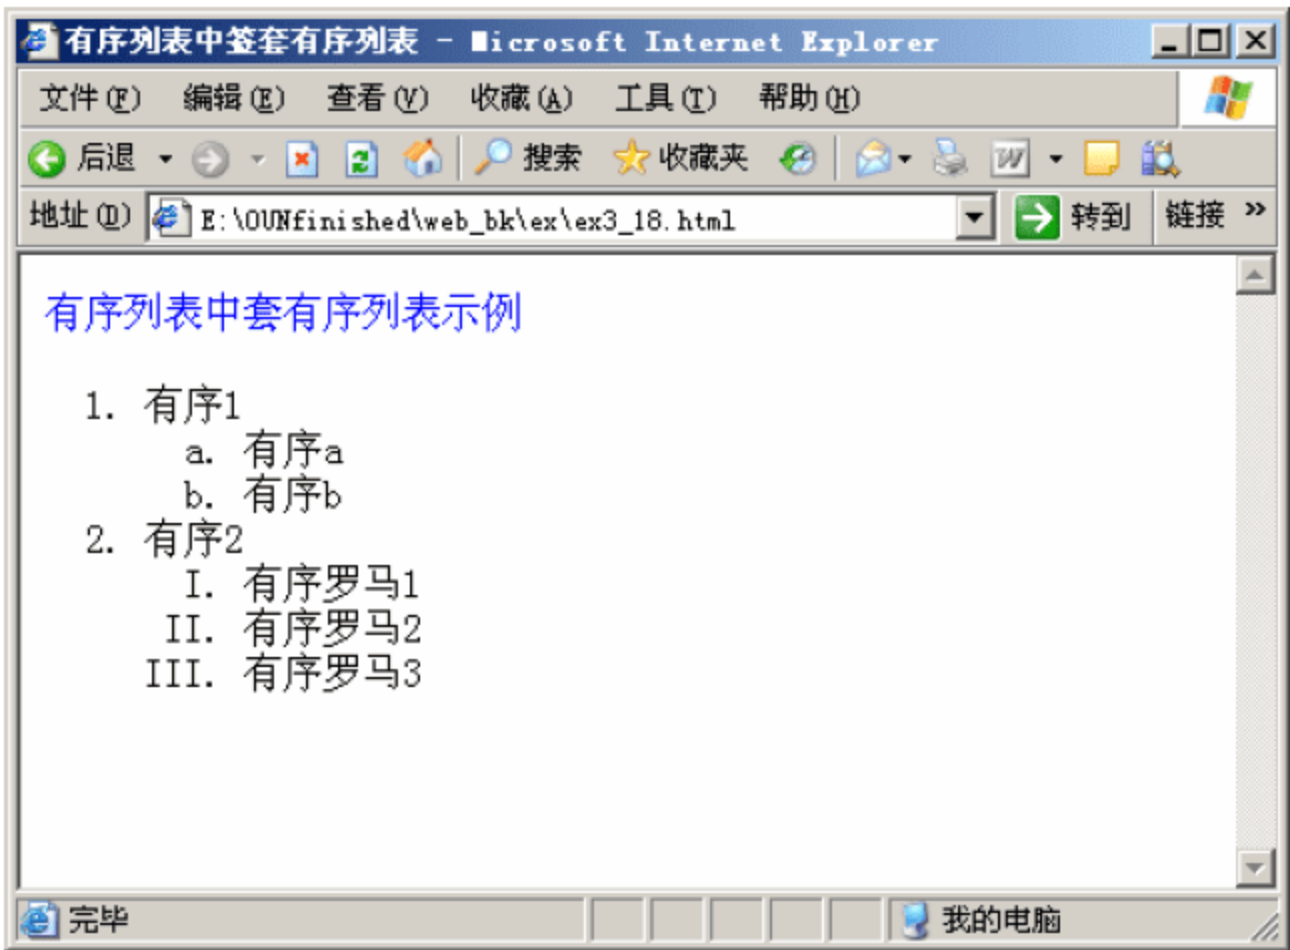 有序列表中签套有序列表 - Microsoft Internet Explorer
文件(F) 编辑(E) 查看(V) 收藏(A) 工具(T) 帮助(H)
后退 搜索 收藏夹 W
地址(D) E:\OUNfinished\web_bk\ex\ex3_18.html 转到 链接 »
有序列表中套有序列表示例
1. 有序1
a. 有序a
b. 有序b
2. 有序2
I. 有序罗马1
II. 有序罗马2
III. 有序罗马3
完毕 我的电脑